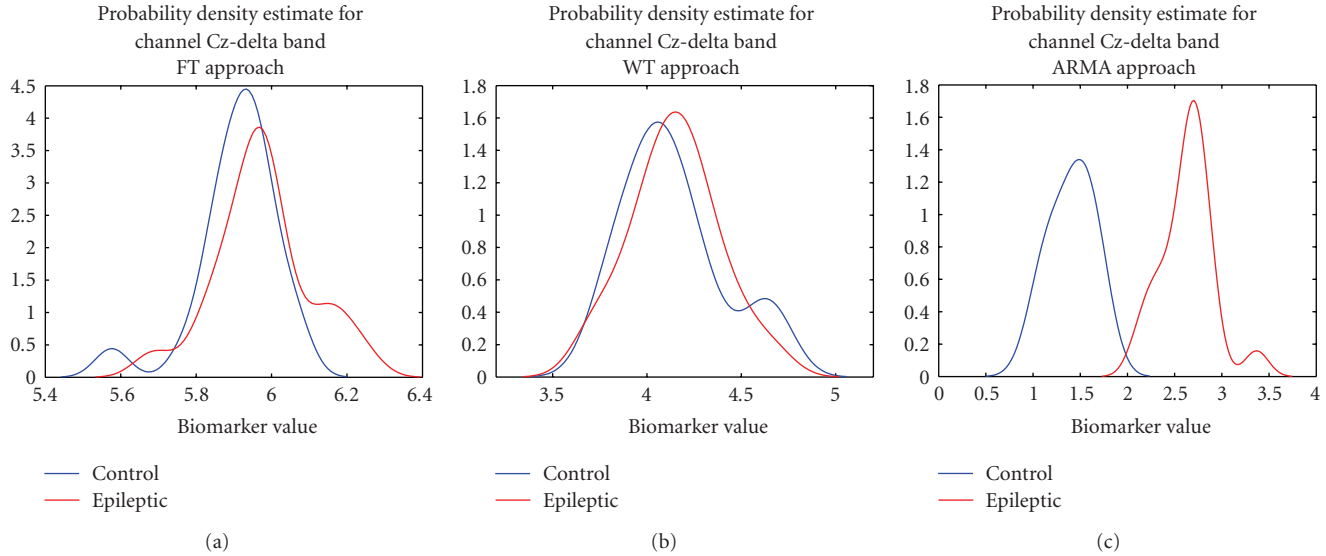 Probability density estimate for
channel Cz-delta band
FT approach
4.5
4
3.5
3
2.5
2
1.5
1
0.5
0
5.4
5.6
5.8
6
6.2
6.4
Biomarker value
Control
Epileptic
(a)
Probability density estimate for
channel Cz-delta band
WT approach
1.8
1.6
1.4
1.2
1
0.8
0.6
0.4
0.2
0
3.5
4
4.5
5
Biomarker value
Control
Epileptic
(b)
Probability density estimate for
channel Cz-delta band
ARMA approach
1.8
1.6
1.4
1.2
1
0.8
0.6
0.4
0.2
0
0
0.5
1
1.5
2
2.5
3
3.5
4
Biomarker value
Control
Epileptic
(c)